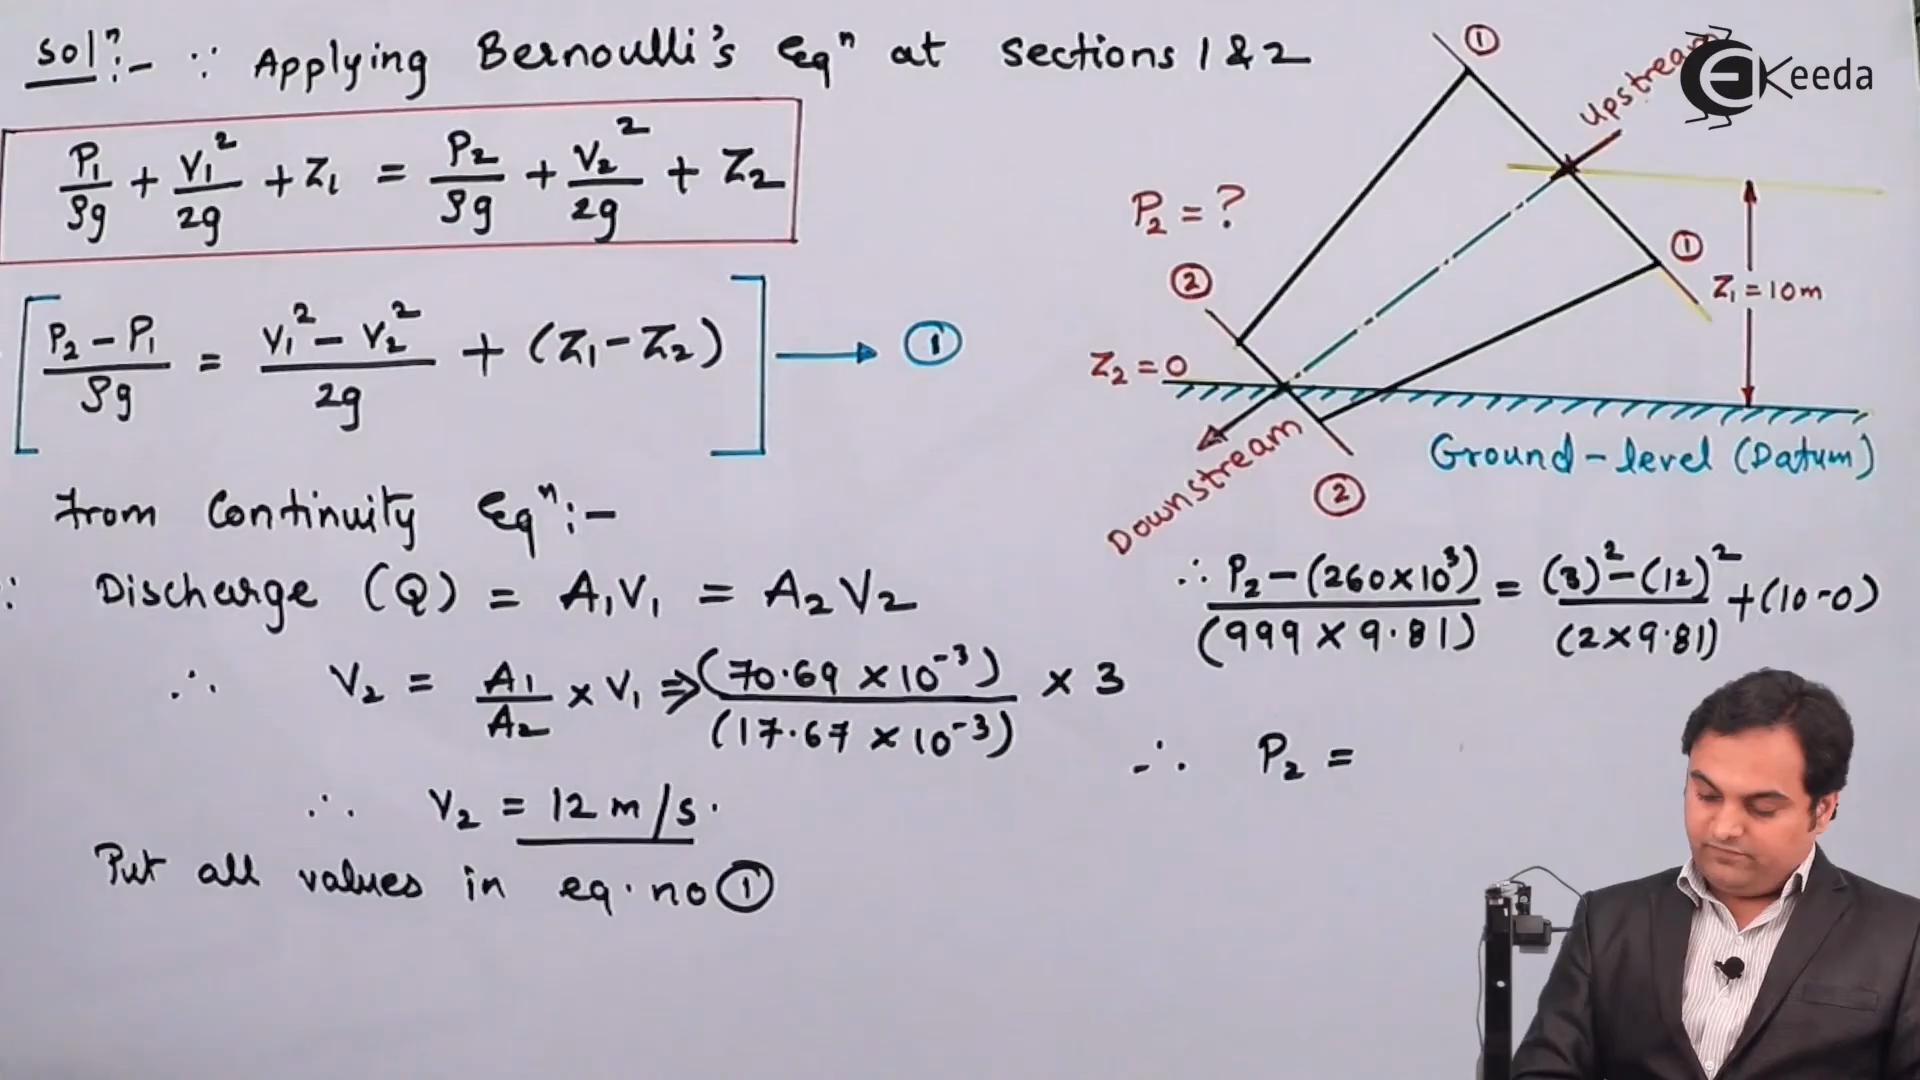 Solⁿ:- ∵ Applying Bernoulli's Eqⁿ at sections 1 & 2
P₁/ρg + V₁²/2g + Z₁ = P₂/ρg + V₂²/2g + Z₂
[P₂ - P₁/ρg = V₁² - V₂²/2g + (Z₁ - Z₂)] → ①
From Continuity Eqⁿ:-
∵ Discharge (Q) = A₁V₁ = A₂V₂
∴ V₂ = A₁/A₂ × V₁ ⇒ (70.69 × 10⁻³)/(17.67 × 10⁻³) × 3
∴ V₂ = 12 m/s.
Put all values in eq. no ①
①
Upstream
EKeeda
P₂ = ?
①
②
Z₁ = 10m
Z₂ = 0
Ground-level (Datum)
Downstream
②
∴ P₂ - (260×10³)/(999 × 9.81) = (3)² - (12)²/(2×9.81) + (10-0)
∴ P₂ =